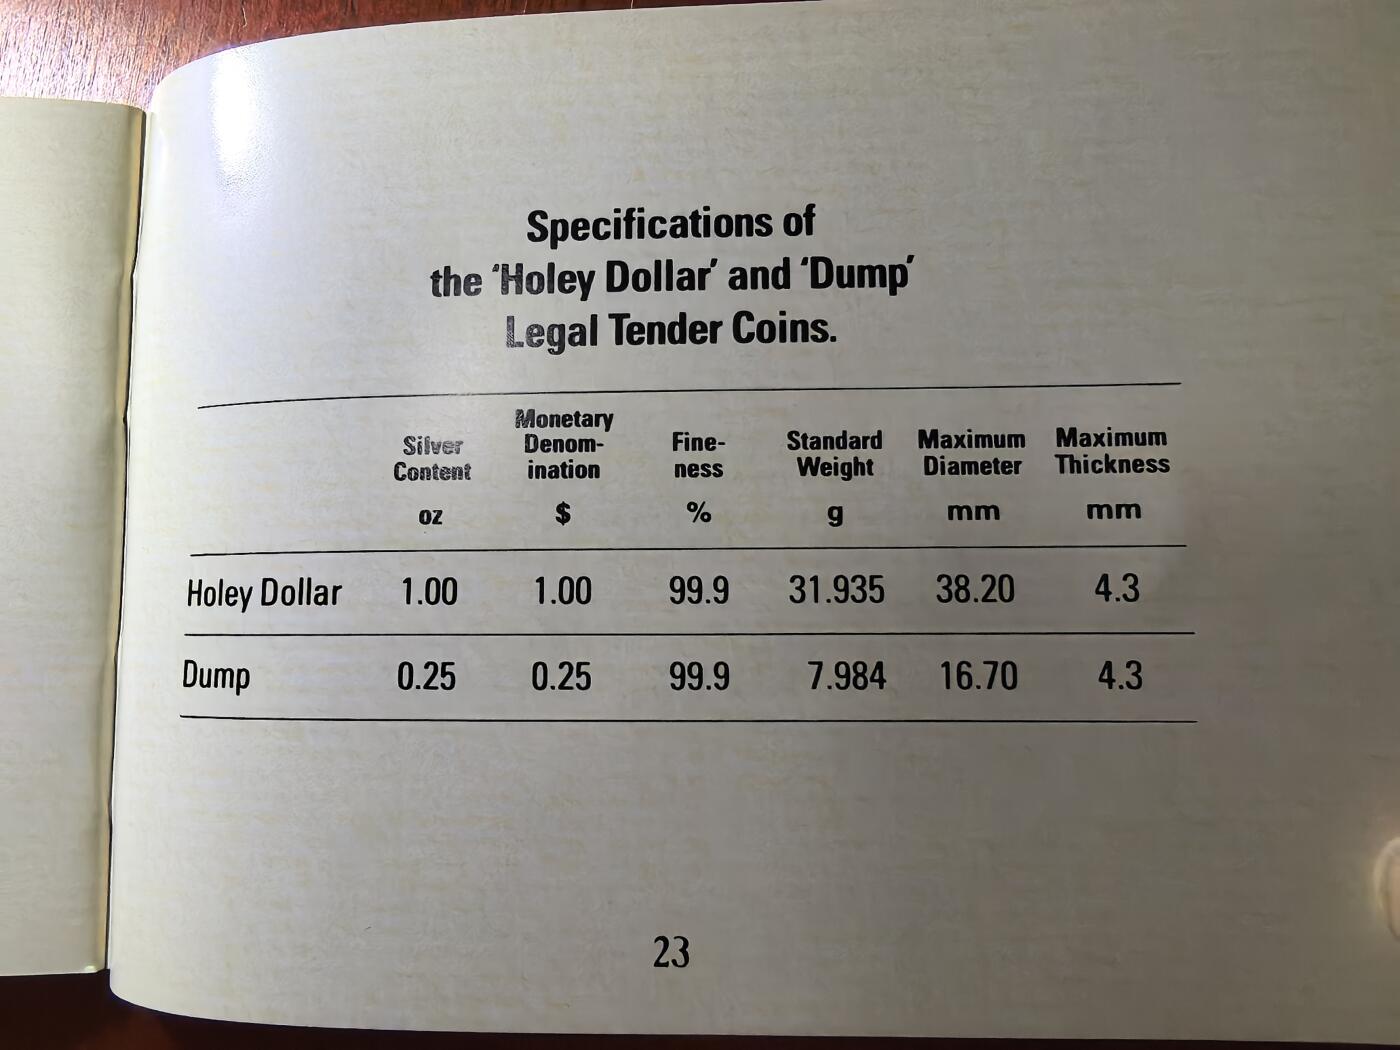 Specifications of
the ‘Holey Dollar’ and ‘Dump’
Legal Tender Coins.
Silver Content Monetary Denom-ination Fine-ness Standard Weight Maximum Diameter Maximum Thickness
oz $ % g mm mm
Holey Dollar 1.00 1.00 99.9 31.935 38.20 4.3
Dump 0.25 0.25 99.9 7.984 16.70 4.3
23